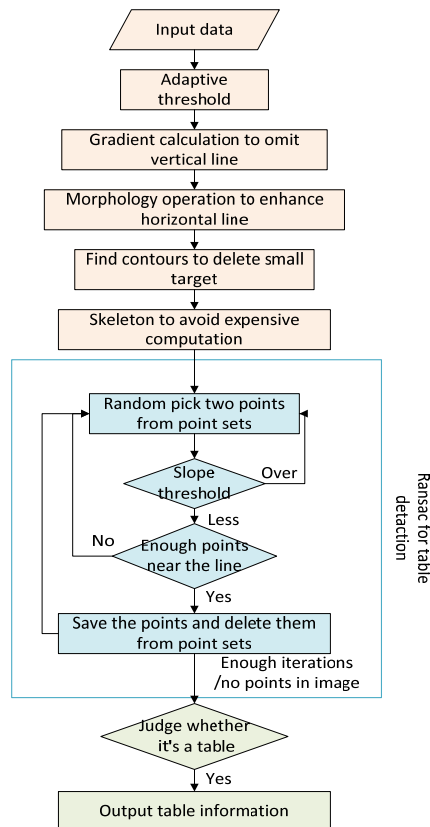 Input data
Adaptive
threshold
Gradient calculation to omit
vertical line
Morphology operation to enhance
horizontal line
Find contours to delete small
target
Skeleton to avoid expensive
computation
Random pick two points
from point sets
Slope
threshold
Over
Less
No
Enough points
near the line
Yes
Save the points and delete them
from point sets
Enough iterations
/no points in image
Ransac for table
detaction
Judge whether
it's a table
Yes
Output table information